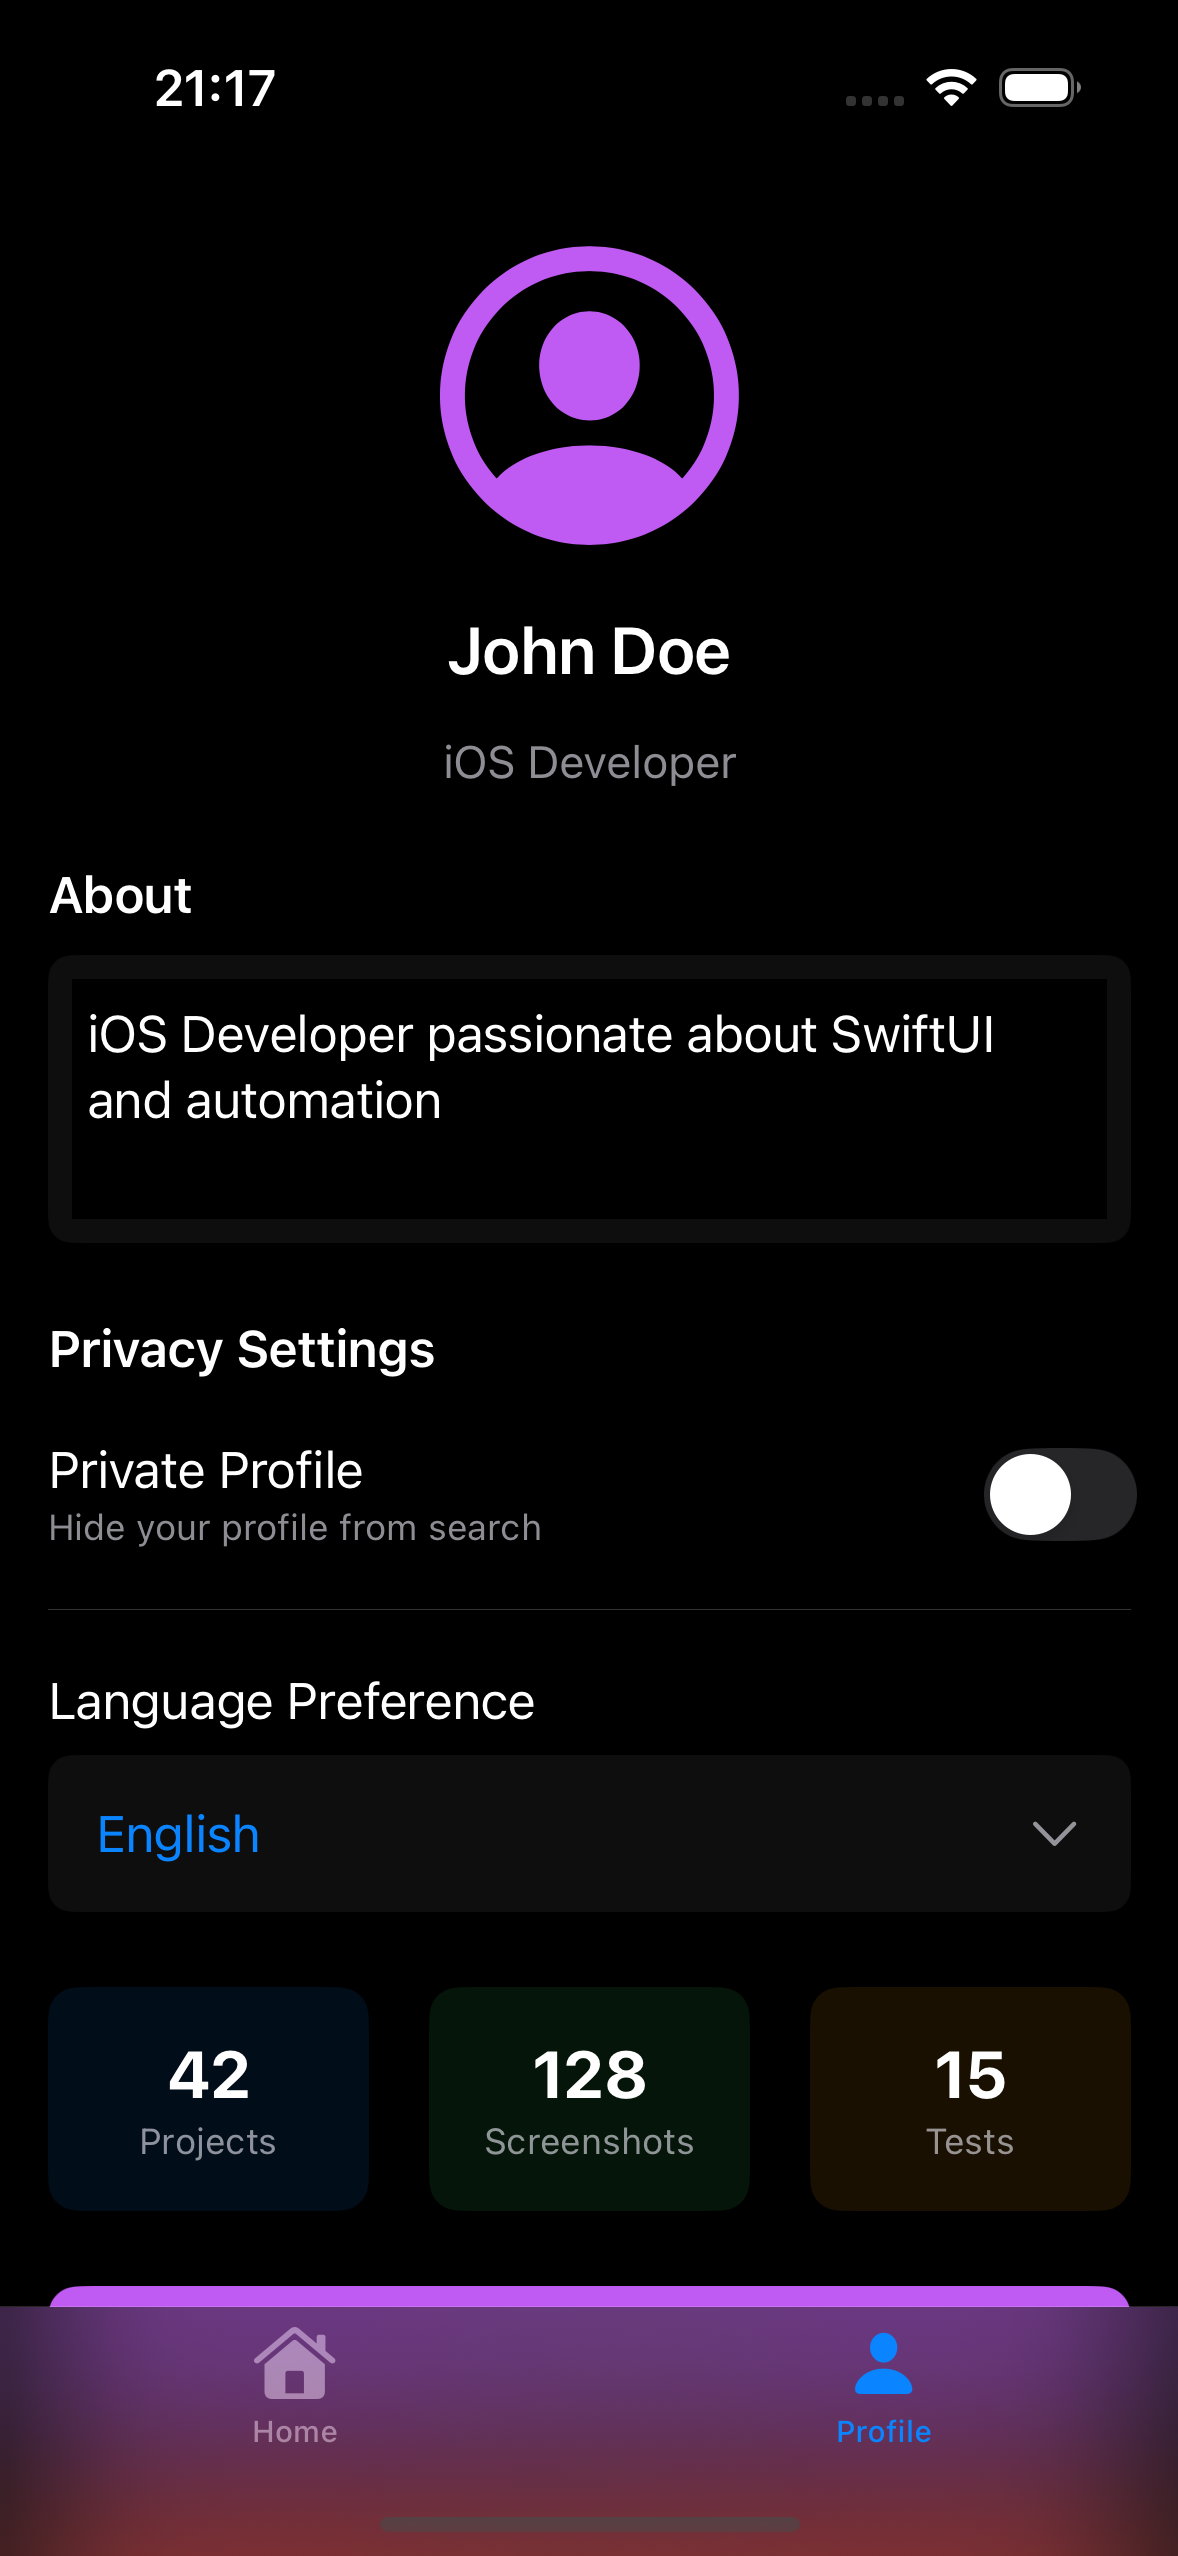 21:17
John Doe
iOS Developer
About
iOS Developer passionate about SwiftUI
and automation
Privacy Settings
Private Profile
Hide your profile from search
Language Preference
English
42
Projects
128
Screenshots
15
Tests
Home
Profile